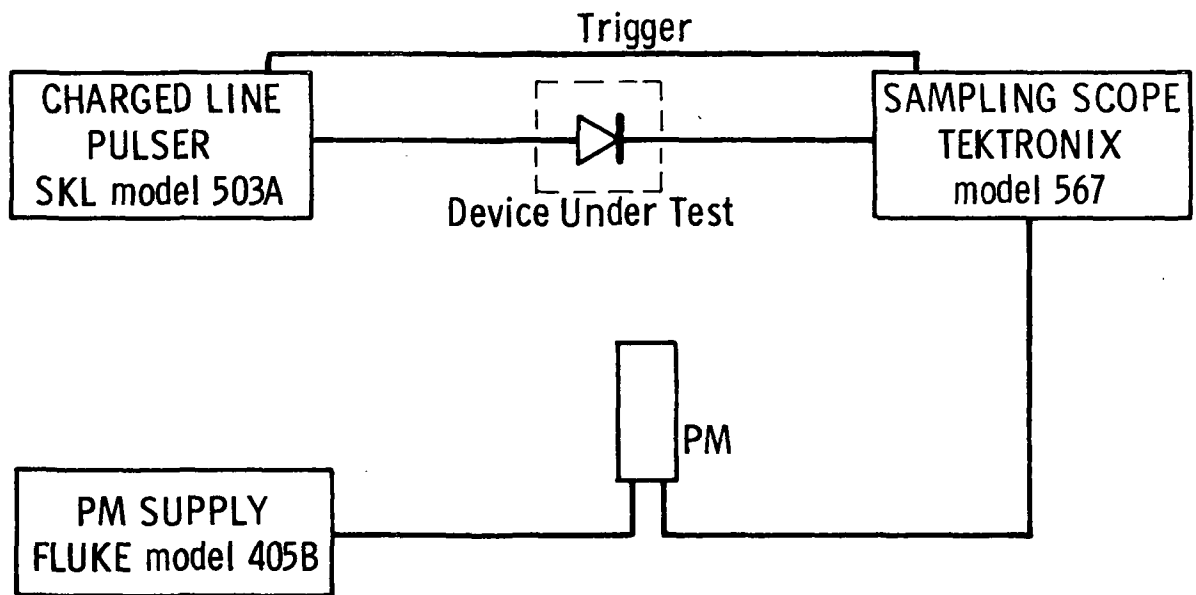 Trigger
CHARGED LINE
PULSER
SKL model 503A
SAMPLING SCOPE
TEKTRONIX
model 567
Device Under Test
PM
PM SUPPLY
FLUKE model 405B